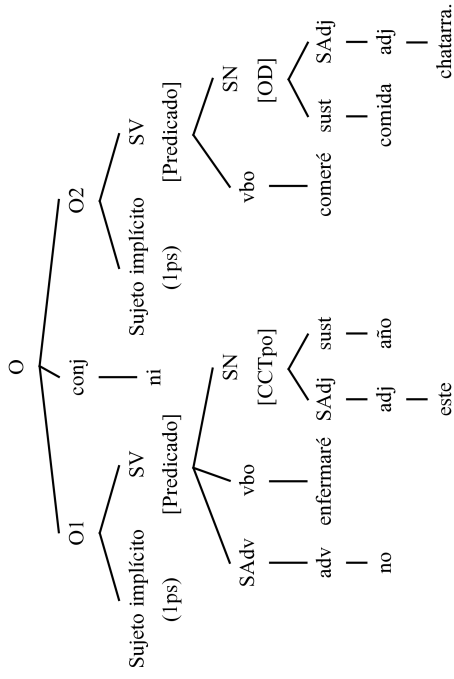 O
O1 conj O2
Sujeto implícito SV ni Sujeto implícito SV
(1ps) [Predicado] (1ps) [Predicado]
SAdv vbo SN vbo SN
[CCTpo] [OD]
adv enfermaré SAdj sust comeré sust SAdj
no adj año comida adj
este chatarra.